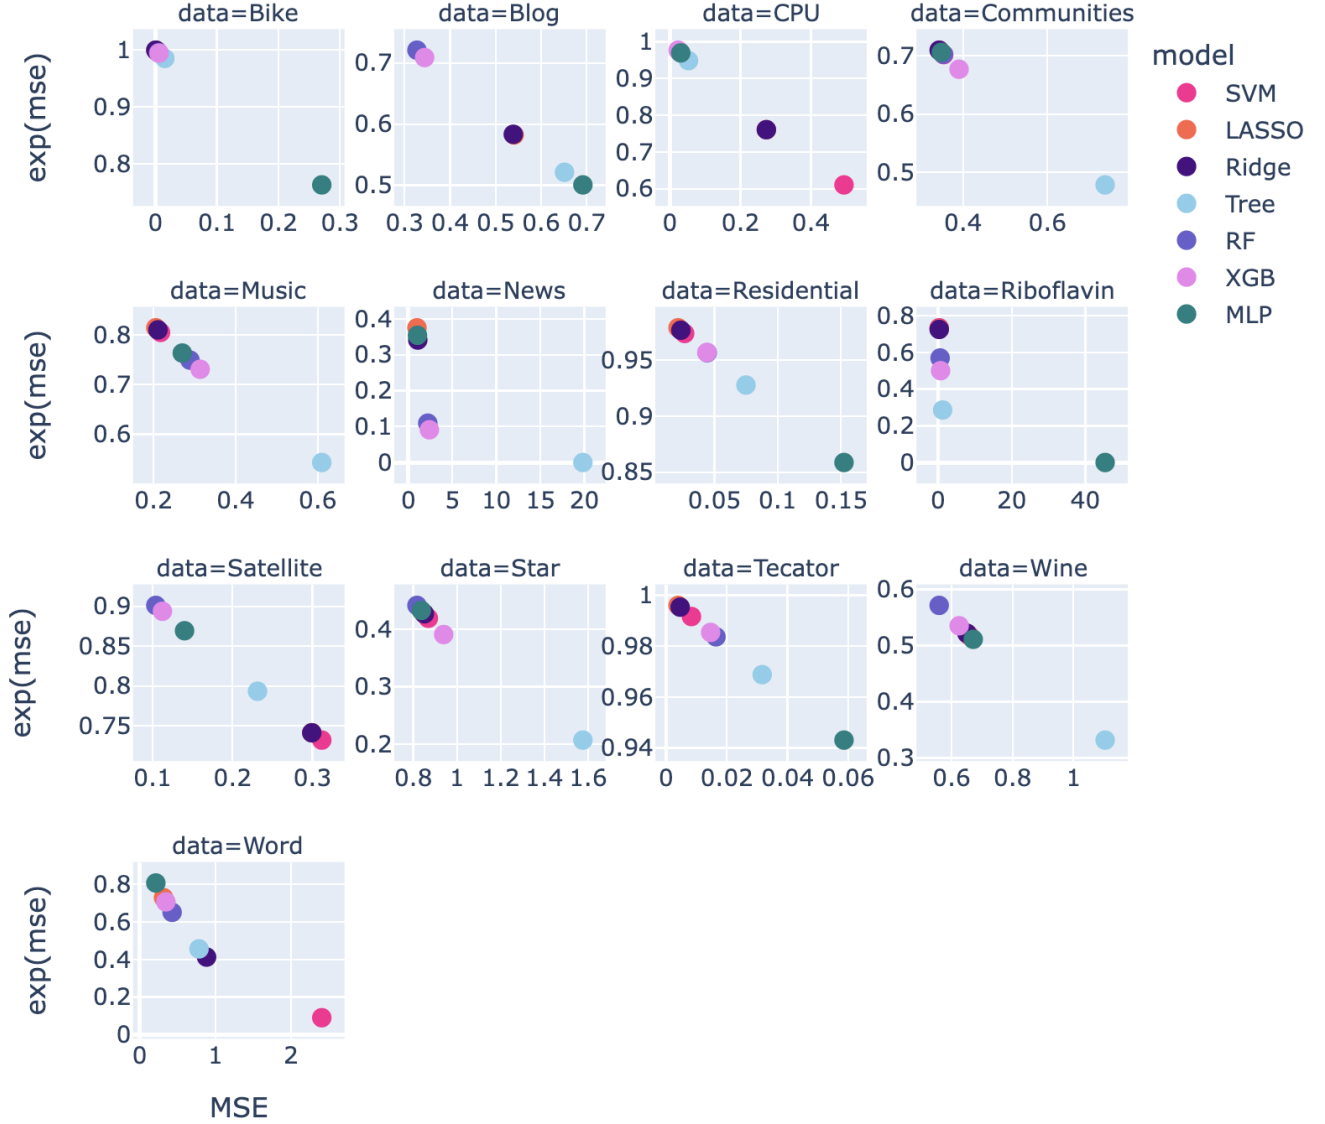 data=Bike data=Blog data=CPU data=Communities
model
SVM
LASSO
Ridge
Tree
RF
XGB
MLP
exp(mse)
1
0.9
0.8
0 0.1 0.2 0.3
0.7
0.6
0.5
0.3 0.4 0.5 0.6 0.7
1
0.9
0.8
0.7
0.6
0 0.2 0.4
0.7
0.6
0.5
0.4 0.6
data=Music data=News data=Residential data=Riboflavin
exp(mse)
0.8
0.7
0.6
0.2 0.4 0.6
0.4
0.3
0.2
0.1
0
0 5 10 15 20
0.95
0.9
0.85
0.05 0.1 0.15
0.8
0.6
0.4
0.2
0
0 20 40
data=Satellite data=Star data=Tecator data=Wine
exp(mse)
0.9
0.85
0.8
0.75
0.1 0.2 0.3
0.4
0.3
0.2
0.8 1 1.2 1.4 1.6
1
0.98
0.96
0.94
0 0.02 0.04 0.06
0.6
0.5
0.4
0.3
0.6 0.8 1
data=Word
exp(mse)
0.8
0.6
0.4
0.2
0
0 1 2
MSE